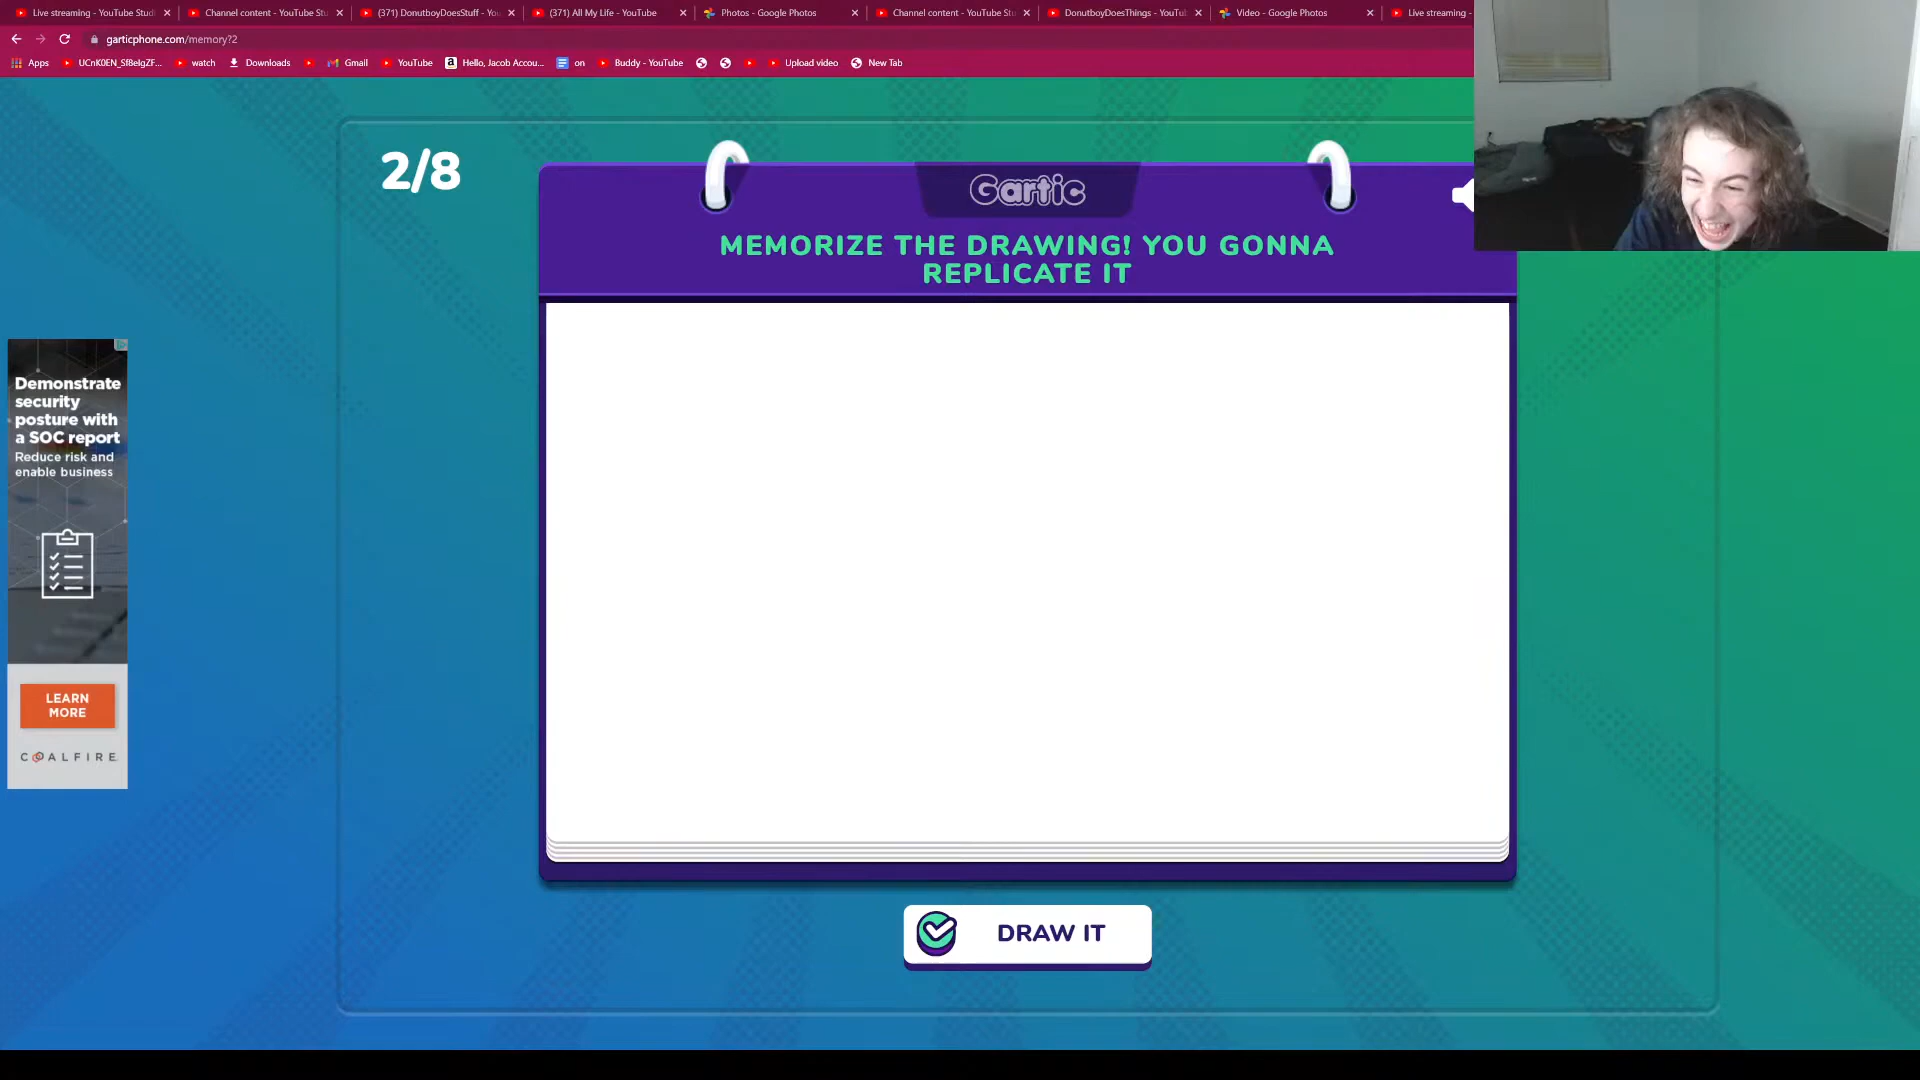 Live streaming - YouTube Studi
Channel content - YouTube Stu
(371) DonutboyDoesStuff - You
(371) All My Life - YouTube
Photos - Google Photos
Channel content - YouTube Stu
DonutboyDoesThings - YouTub
Video - Google Photos
Live streaming -
garticphone.com/memory?2
Apps
UCnK0EN_Sf8elgZF...
watch
Downloads
Gmail
YouTube
Hello, Jacob Accou...
on
Buddy - YouTube
Upload video
New Tab
2/8
Gartic
MEMORIZE THE DRAWING! YOU GONNA
REPLICATE IT
Demonstrate
security
posture with
a SOC report
Reduce risk and
enable business
LEARN
MORE
COALFIRE
DRAW IT